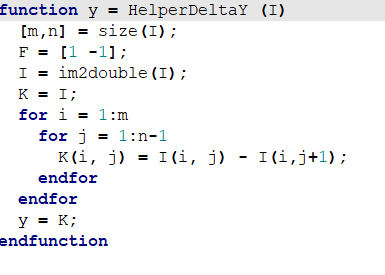 function y = HelperDeltaY (I)
  [m,n] = size(I);
  F = [1 -1];
  I = im2double(I);
  K = I;
  for i = 1:m
    for j = 1:n-1
      K(i, j) = I(i, j) - I(i,j+1);
    endfor
  endfor
  y = K;
endfunction